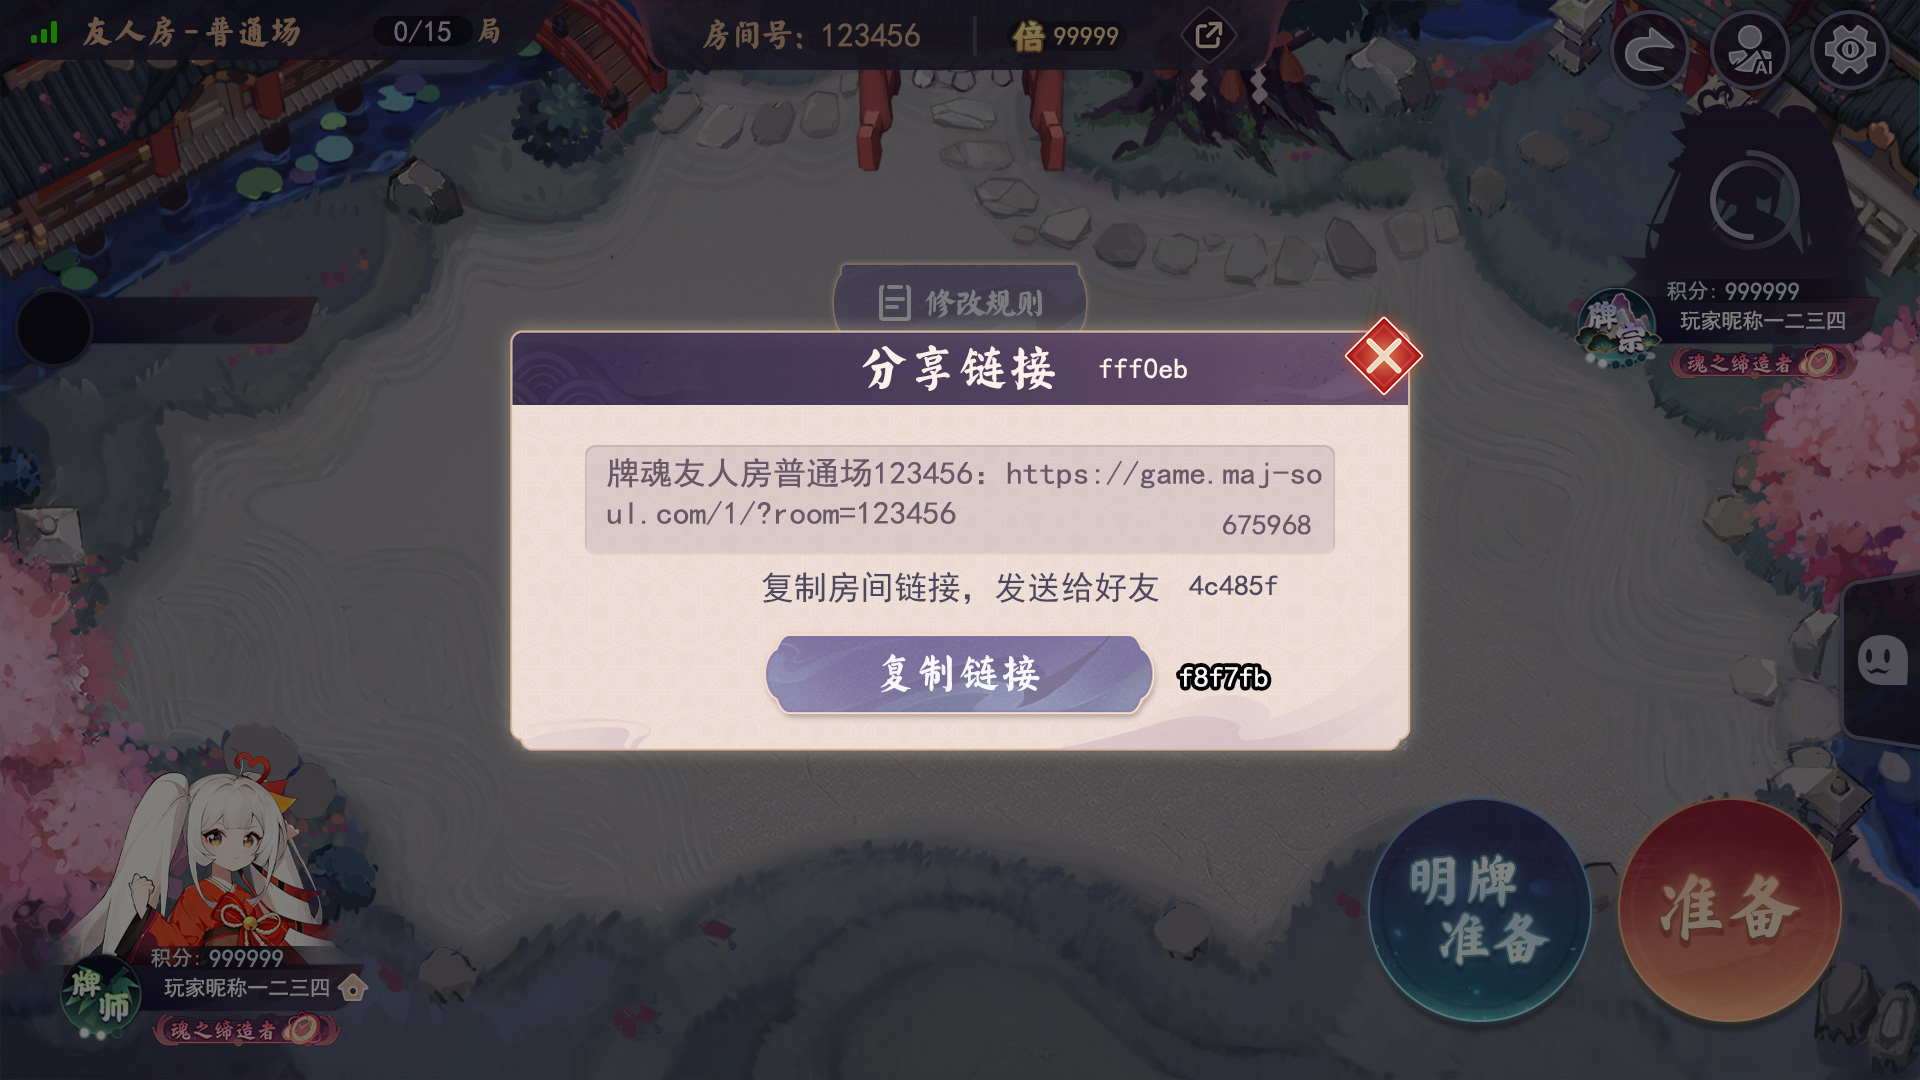 友人房-普通场 0/15 局
房间号：123456 倍 99999
AI
积分：999999
玩家昵称一二三四
牌宗
魂之缔造者
修改规则
分享链接 fff0eb
牌魂友人房普通场123456：https://game.maj-so
ul.com/1/?room=123456
675968
复制房间链接，发送给好友 4c485f
复制链接 f8f7fb
积分：999999
玩家昵称一二三四
牌师
魂之缔造者
明牌
准备
准备